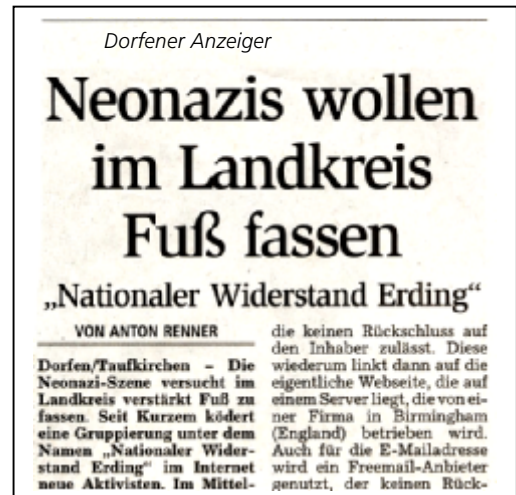 Dorfener Anzeiger
Neonazis wollen
im Landkreis
Fuß fassen
„Nationaler Widerstand Erding“
VON ANTON RENNER
Dorfen/Taufkirchen – Die
Neonazi-Szene versucht im
Landkreis verstärkt Fuß zu
fassen. Seit Kurzem ködert
eine Gruppierung unter dem
Namen „Nationaler Wider-
stand Erding“ im Internet
neue Aktivisten. Im Mittel-
die keinen Rückschluss auf
den Inhaber zulässt. Diese
wiederum linkt dann auf die
eigentliche Webseite, die auf
einem Server liegt, die von ei-
ner Firma in Birmingham
(England) betrieben wird.
Auch für die E-Mailadresse
wird ein Freemail-Anbieter
genutzt, der keinen Rück-